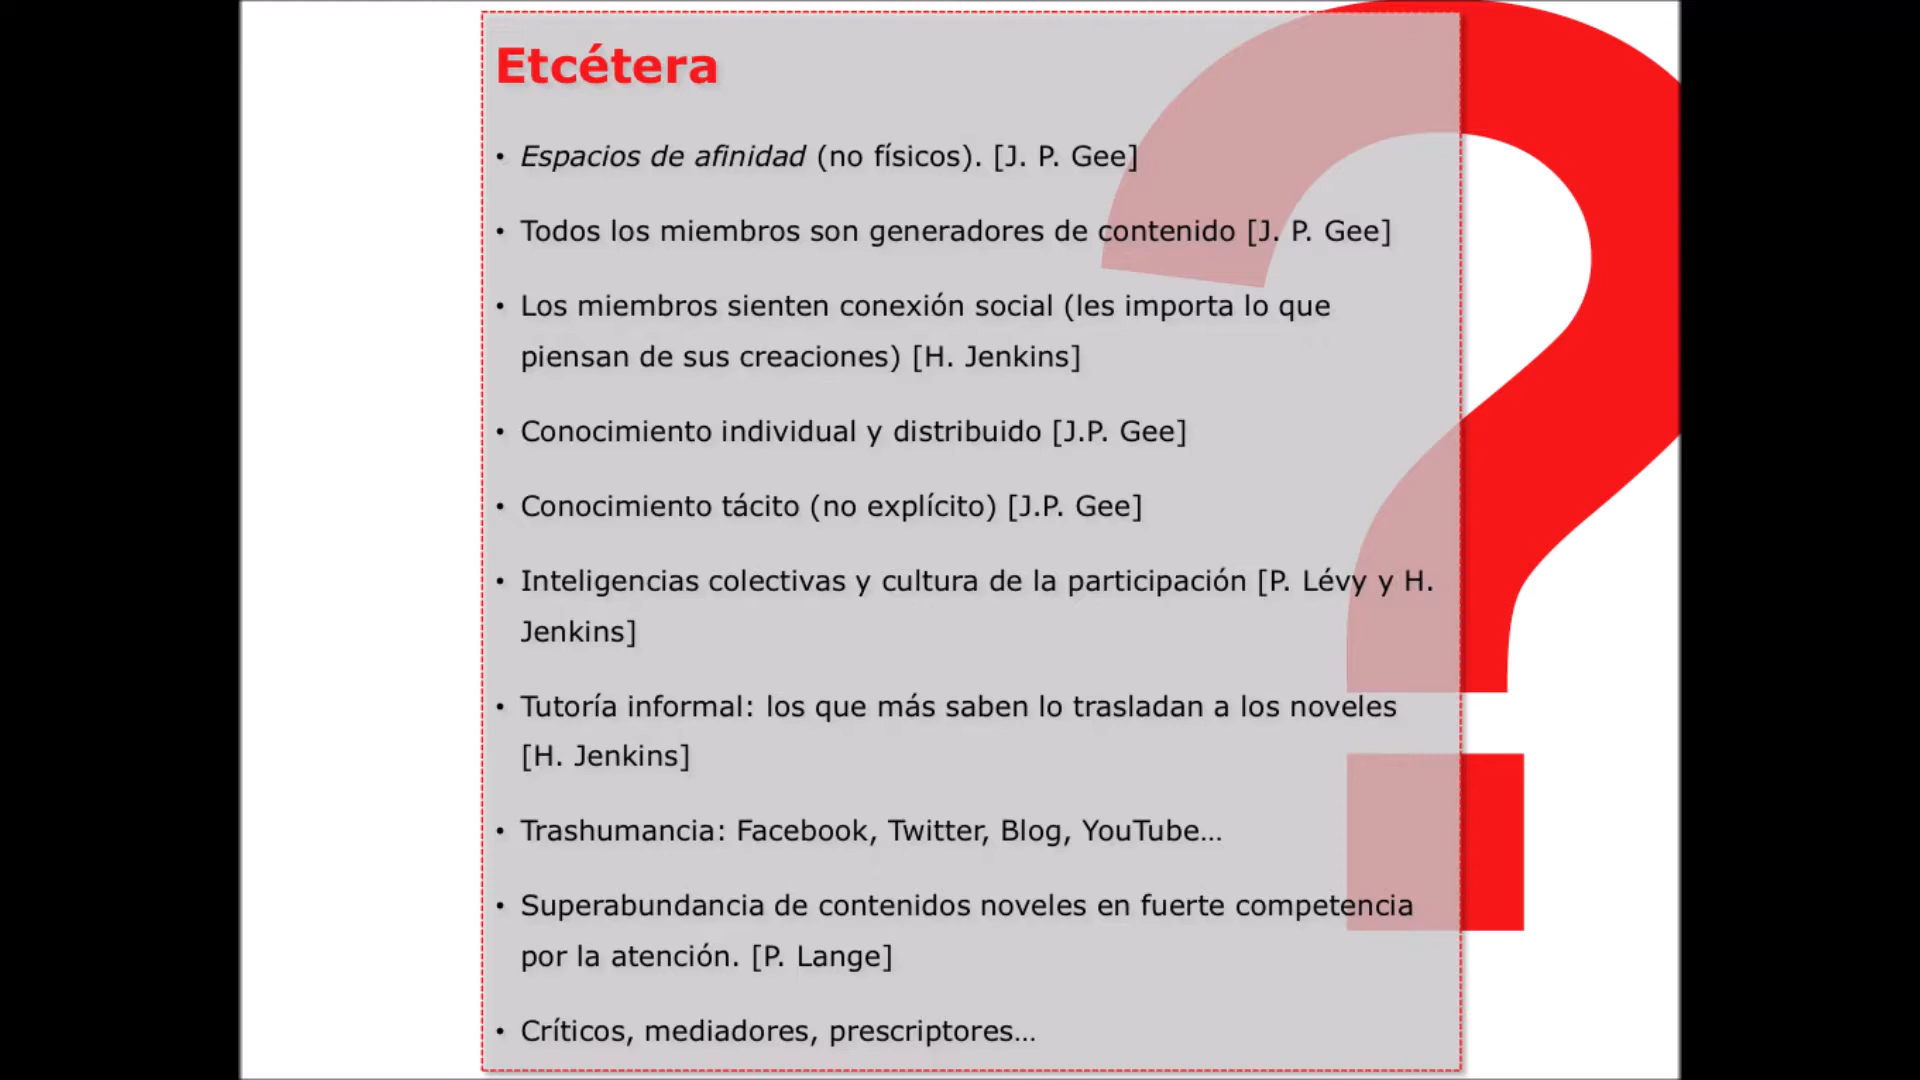 Etcétera
• Espacios de afinidad (no físicos). [J. P. Gee]
• Todos los miembros son generadores de contenido [J. P. Gee]
• Los miembros sienten conexión social (les importa lo que
piensan de sus creaciones) [H. Jenkins]
• Conocimiento individual y distribuido [J.P. Gee]
• Conocimiento tácito (no explícito) [J.P. Gee]
• Inteligencias colectivas y cultura de la participación [P. Lévy y H.
Jenkins]
• Tutoría informal: los que más saben lo trasladan a los noveles
[H. Jenkins]
• Trashumancia: Facebook, Twitter, Blog, YouTube…
• Superabundancia de contenidos noveles en fuerte competencia
por la atención. [P. Lange]
• Críticos, mediadores, prescriptores…
?